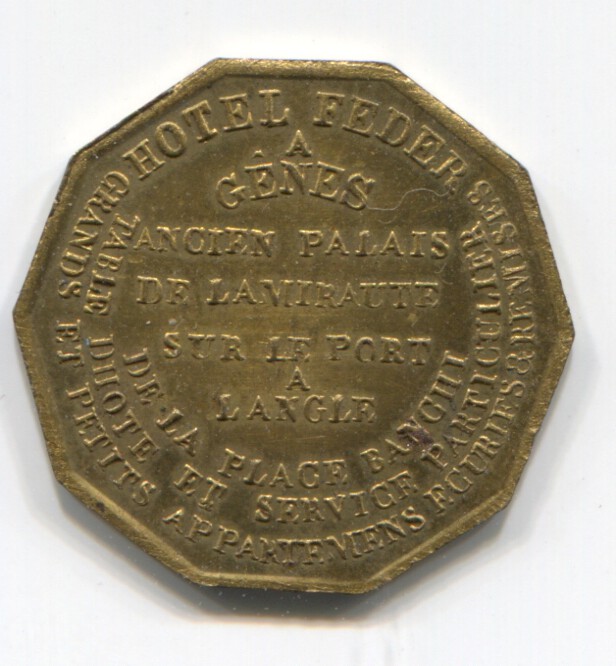 HOTEL FEDER
A
GÊNES
ANCIEN PALAIS
DE LAMIRAUTE
SUR LE PORT
A
LANGLE
DE LA PLACE BANCHI
TABLE DHOTE ET SERVICE PARTICULIER
GRANDS ET PETITS APPARTEMENS ECURIES & REMISES